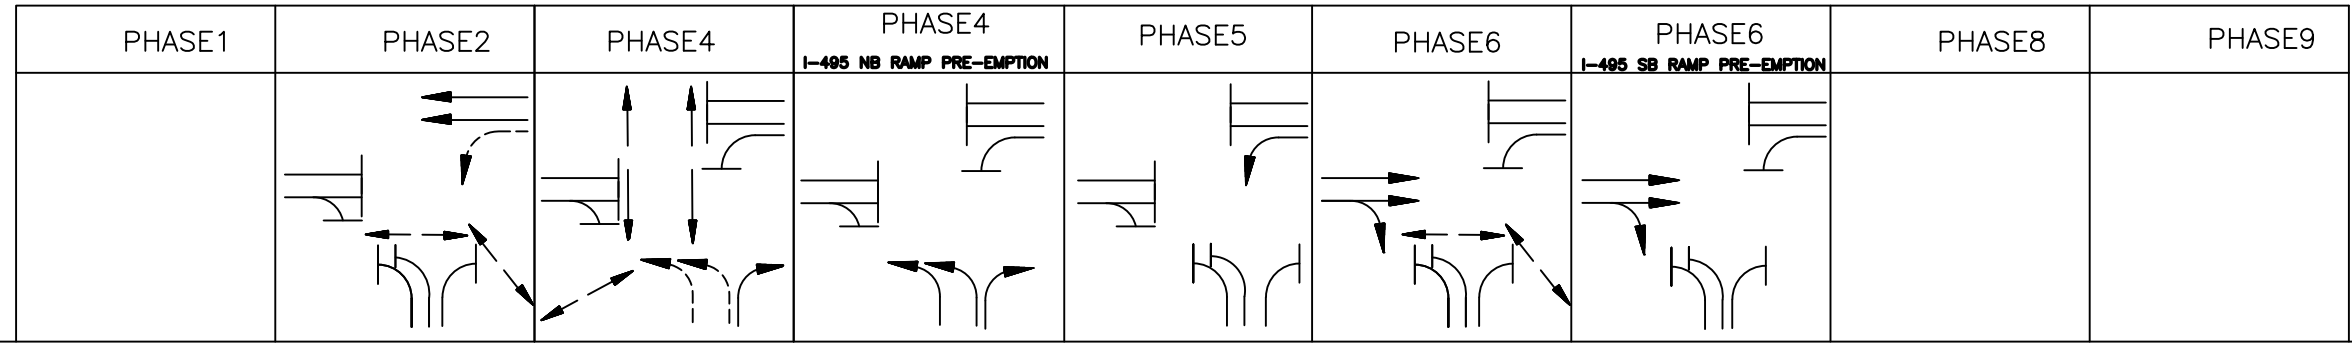 PHASE1
PHASE2
PHASE4
PHASE4
I-495 NB RAMP PRE-EMPTION
PHASE5
PHASE6
PHASE6
I-495 SB RAMP PRE-EMPTION
PHASE8
PHASE9